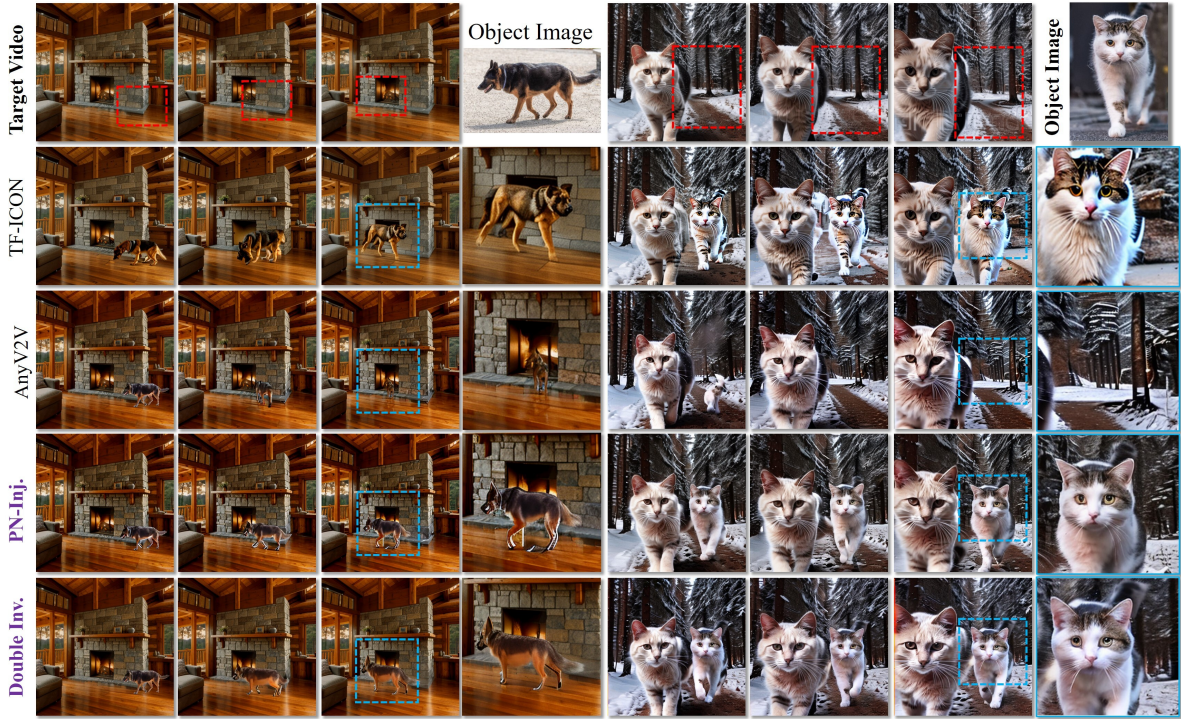 Target Video
Object Image
Object Image
TF-ICON
AnyV2V
PN-Inj.
Double Inv.